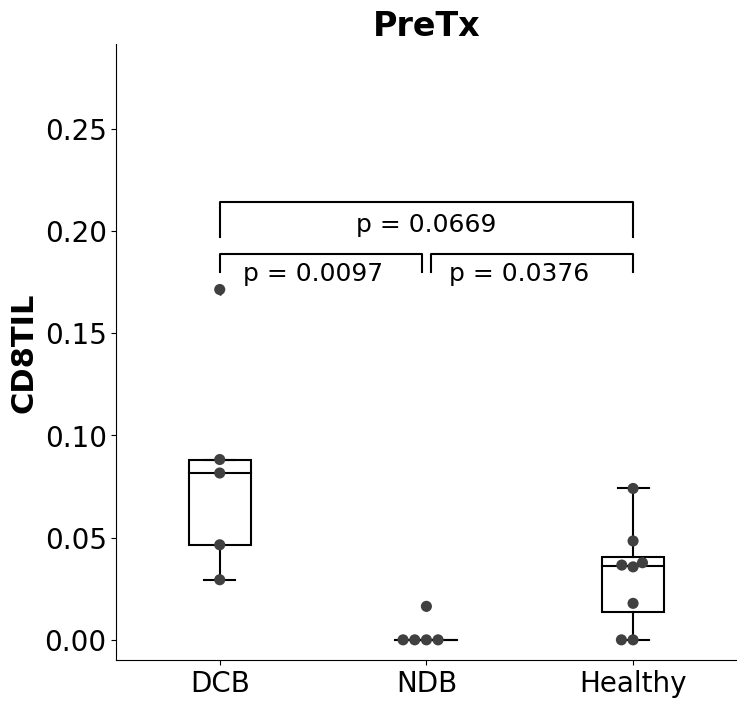 PreTx
CD8TIL
0.25
0.20
0.15
0.10
0.05
0.00
p = 0.0669
p = 0.0097
p = 0.0376
DCB
NDB
Healthy